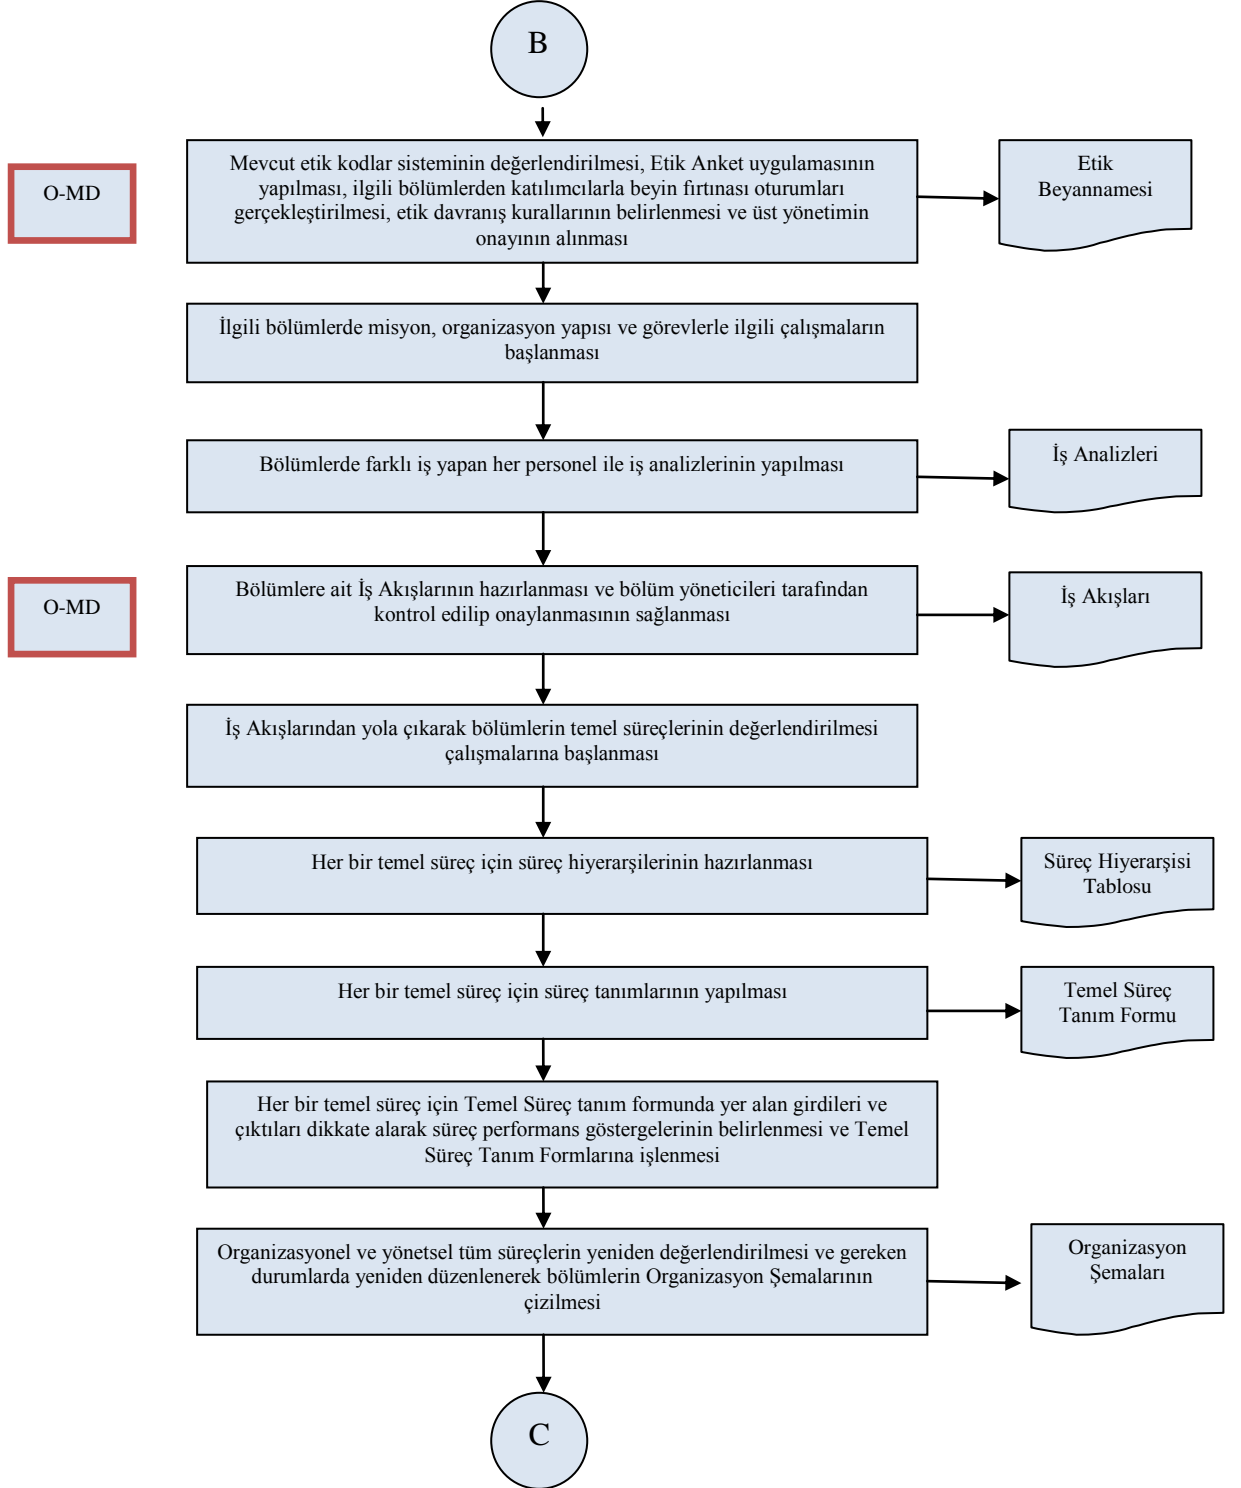 B
O-MD
Mevcut etik kodlar sisteminin değerlendirilmesi, Etik Anket uygulamasının
yapılması, ilgili bölümlerden katılımcılarla beyin fırtınası oturumları
gerçekleştirilmesi, etik davranış kurallarının belirlenmesi ve üst yönetimin
onayının alınması
Etik
Beyannamesi
İlgili bölümlerde misyon, organizasyon yapısı ve görevlerle ilgili çalışmaların
başlanması
Bölümlerde farklı iş yapan her personel ile iş analizlerinin yapılması
İş Analizleri
O-MD
Bölümlere ait İş Akışlarının hazırlanması ve bölüm yöneticileri tarafından
kontrol edilip onaylanmasının sağlanması
İş Akışları
İş Akışlarından yola çıkarak bölümlerin temel süreçlerinin değerlendirilmesi
çalışmalarına başlanması
Her bir temel süreç için süreç hiyerarşilerinin hazırlanması
Süreç Hiyerarşisi
Tablosu
Her bir temel süreç için süreç tanımlarının yapılması
Temel Süreç
Tanım Formu
Her bir temel süreç için Temel Süreç tanım formunda yer alan girdileri ve
çıktıları dikkate alarak süreç performans göstergelerinin belirlenmesi ve Temel
Süreç Tanım Formlarına işlenmesi
Organizasyonel ve yönetsel tüm süreçlerin yeniden değerlendirilmesi ve gereken
durumlarda yeniden düzenlenerek bölümlerin Organizasyon Şemalarının
çizilmesi
Organizasyon
Şemaları
C